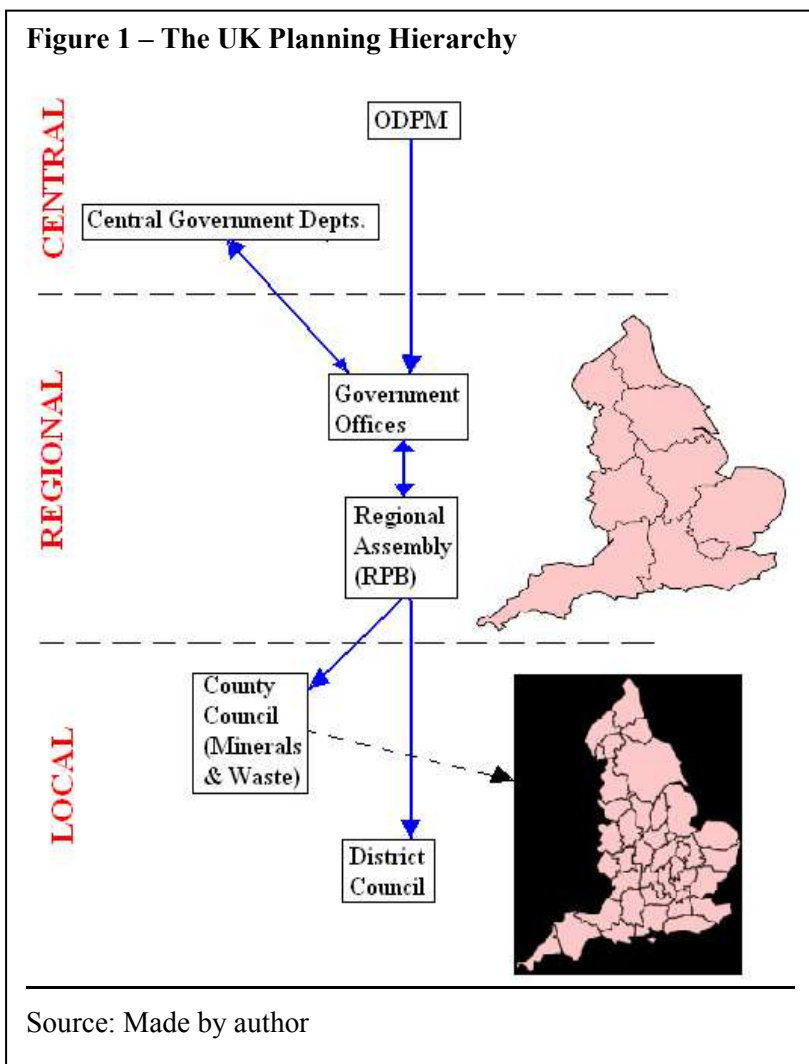 Figure 1 – The UK Planning Hierarchy
CENTRAL
ODPM
Central Government Depts.
REGIONAL
Government
Offices
Regional
Assembly
(RPB)
LOCAL
County
Council
(Minerals
& Waste)
District
Council
Source: Made by author